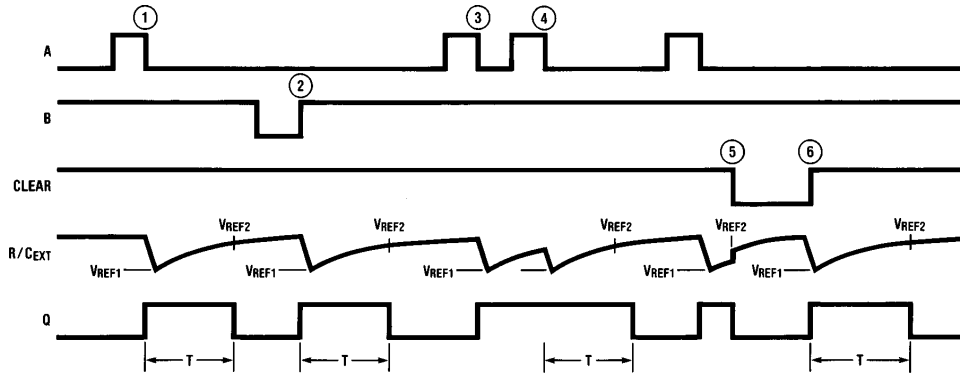 1
3
4
A
2
B
5
6
CLEAR
VREF2
VREF2
VREF2
VREF2
VREF2
R/CEXT
VREF1
VREF1
VREF1
VREF1
VREF1
Q
T
T
T
T